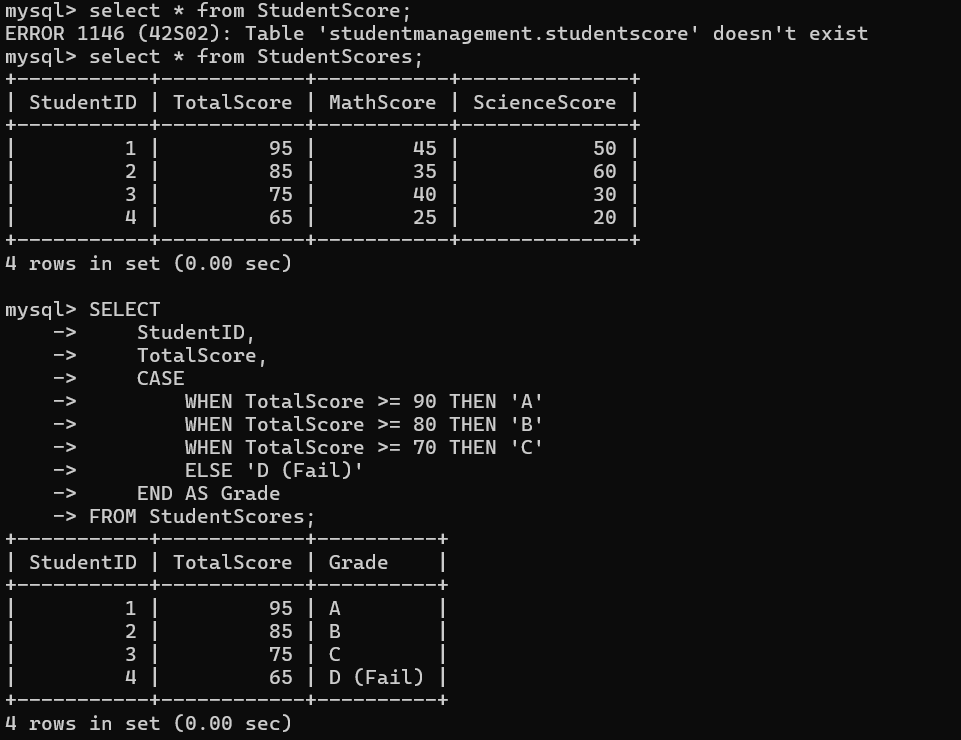 mysql> select * from StudentScore;
ERROR 1146 (42S02): Table 'studentmanagement.studentscore' doesn't exist
mysql> select * from StudentScores;
+-----------+------------+-----------+--------------+
| StudentID | TotalScore | MathScore | ScienceScore |
+-----------+------------+-----------+--------------+
|         1 |         95 |        45 |           50 |
|         2 |         85 |        35 |           60 |
|         3 |         75 |        40 |           30 |
|         4 |         65 |        25 |           20 |
+-----------+------------+-----------+--------------+
4 rows in set (0.00 sec)

mysql> SELECT
    ->     StudentID,
    ->     TotalScore,
    ->     CASE
    ->         WHEN TotalScore >= 90 THEN 'A'
    ->         WHEN TotalScore >= 80 THEN 'B'
    ->         WHEN TotalScore >= 70 THEN 'C'
    ->         ELSE 'D (Fail)'
    ->     END AS Grade
    -> FROM StudentScores;
+-----------+------------+----------+
| StudentID | TotalScore | Grade    |
+-----------+------------+----------+
|         1 |         95 | A        |
|         2 |         85 | B        |
|         3 |         75 | C        |
|         4 |         65 | D (Fail) |
+-----------+------------+----------+
4 rows in set (0.00 sec)